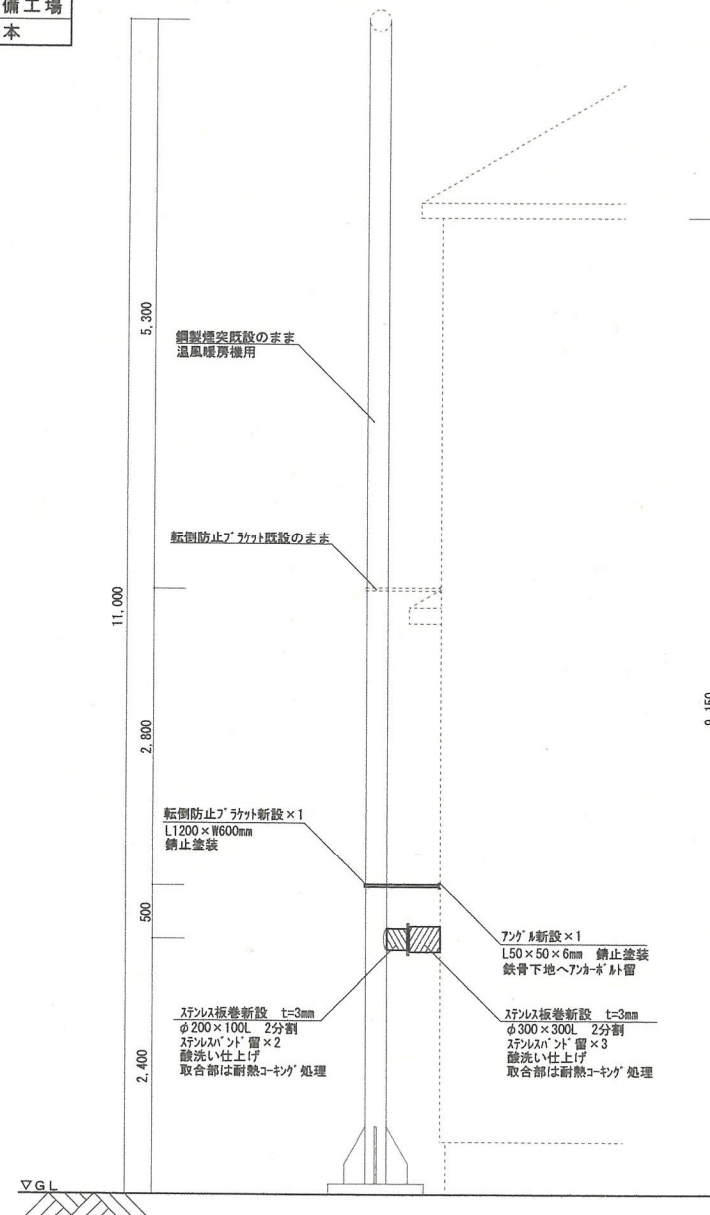 備工場
本
5,300
鋼製煙突既設のまま
温風暖房機用
転倒防止ブラケット既設のまま
11,000
2,800
9,150
転倒防止ブラケット新設×1
L1200×W600mm
錆止塗装
500
アングル新設×1
L50×50×6mm 錆止塗装
鉄骨下地へアンカーボルト留
ステンレス板巻新設 t=3mm
φ200×100L 2分割
ステンレスバンド留×2
酸洗い仕上げ
取合部は耐熱コーキング処理
ステンレス板巻新設 t=3mm
φ300×300L 2分割
ステンレスバンド留×3
酸洗い仕上げ
取合部は耐熱コーキング処理
2,400
▽GL